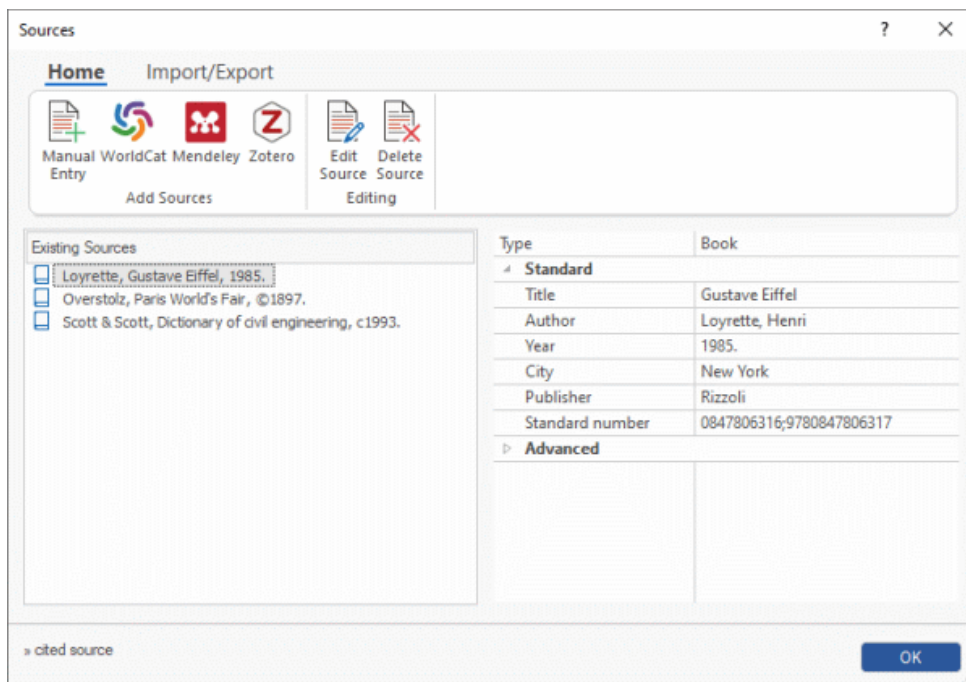 Sources
Home Import/Export
Manual Entry WorldCat Mendeley Zotero Edit Source Delete Source
Add Sources Editing
Existing Sources
Loyrette, Gustave Eiffel, 1985.
Overstolz, Paris World's Fair, ©1897.
Scott & Scott, Dictionary of civil engineering, c1993.
Type Book
Standard
Title Gustave Eiffel
Author Loyrette, Henri
Year 1985.
City New York
Publisher Rizzoli
Standard number 0847806316;9780847806317
Advanced
» cited source
OK